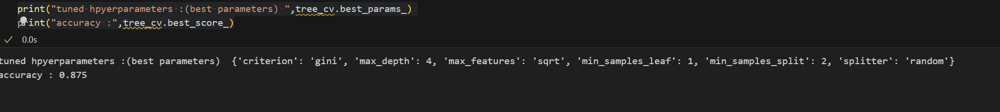 print("tuned hpyerparameters :(best parameters) ",tree_cv.best_params_)
print("accuracy :",tree_cv.best_score_)
0.0s
tuned hpyerparameters :(best parameters)  {'criterion': 'gini', 'max_depth': 4, 'max_features': 'sqrt', 'min_samples_leaf': 1, 'min_samples_split': 2, 'splitter': 'random'}
accuracy : 0.875